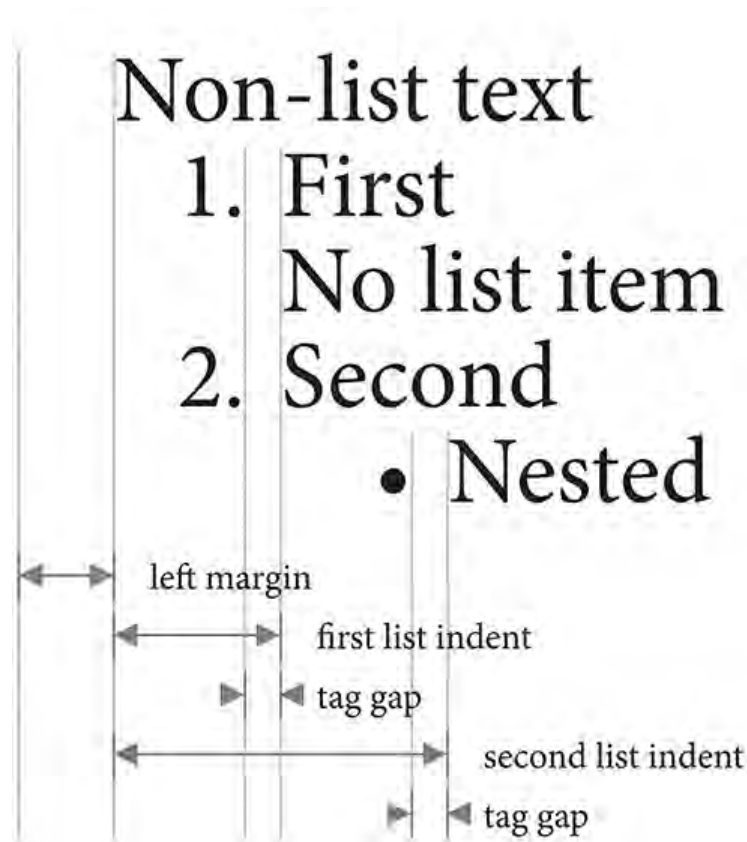 Non-list text
1. First
No list item
2. Second
• Nested
left margin
first list indent
tag gap
second list indent
tag gap